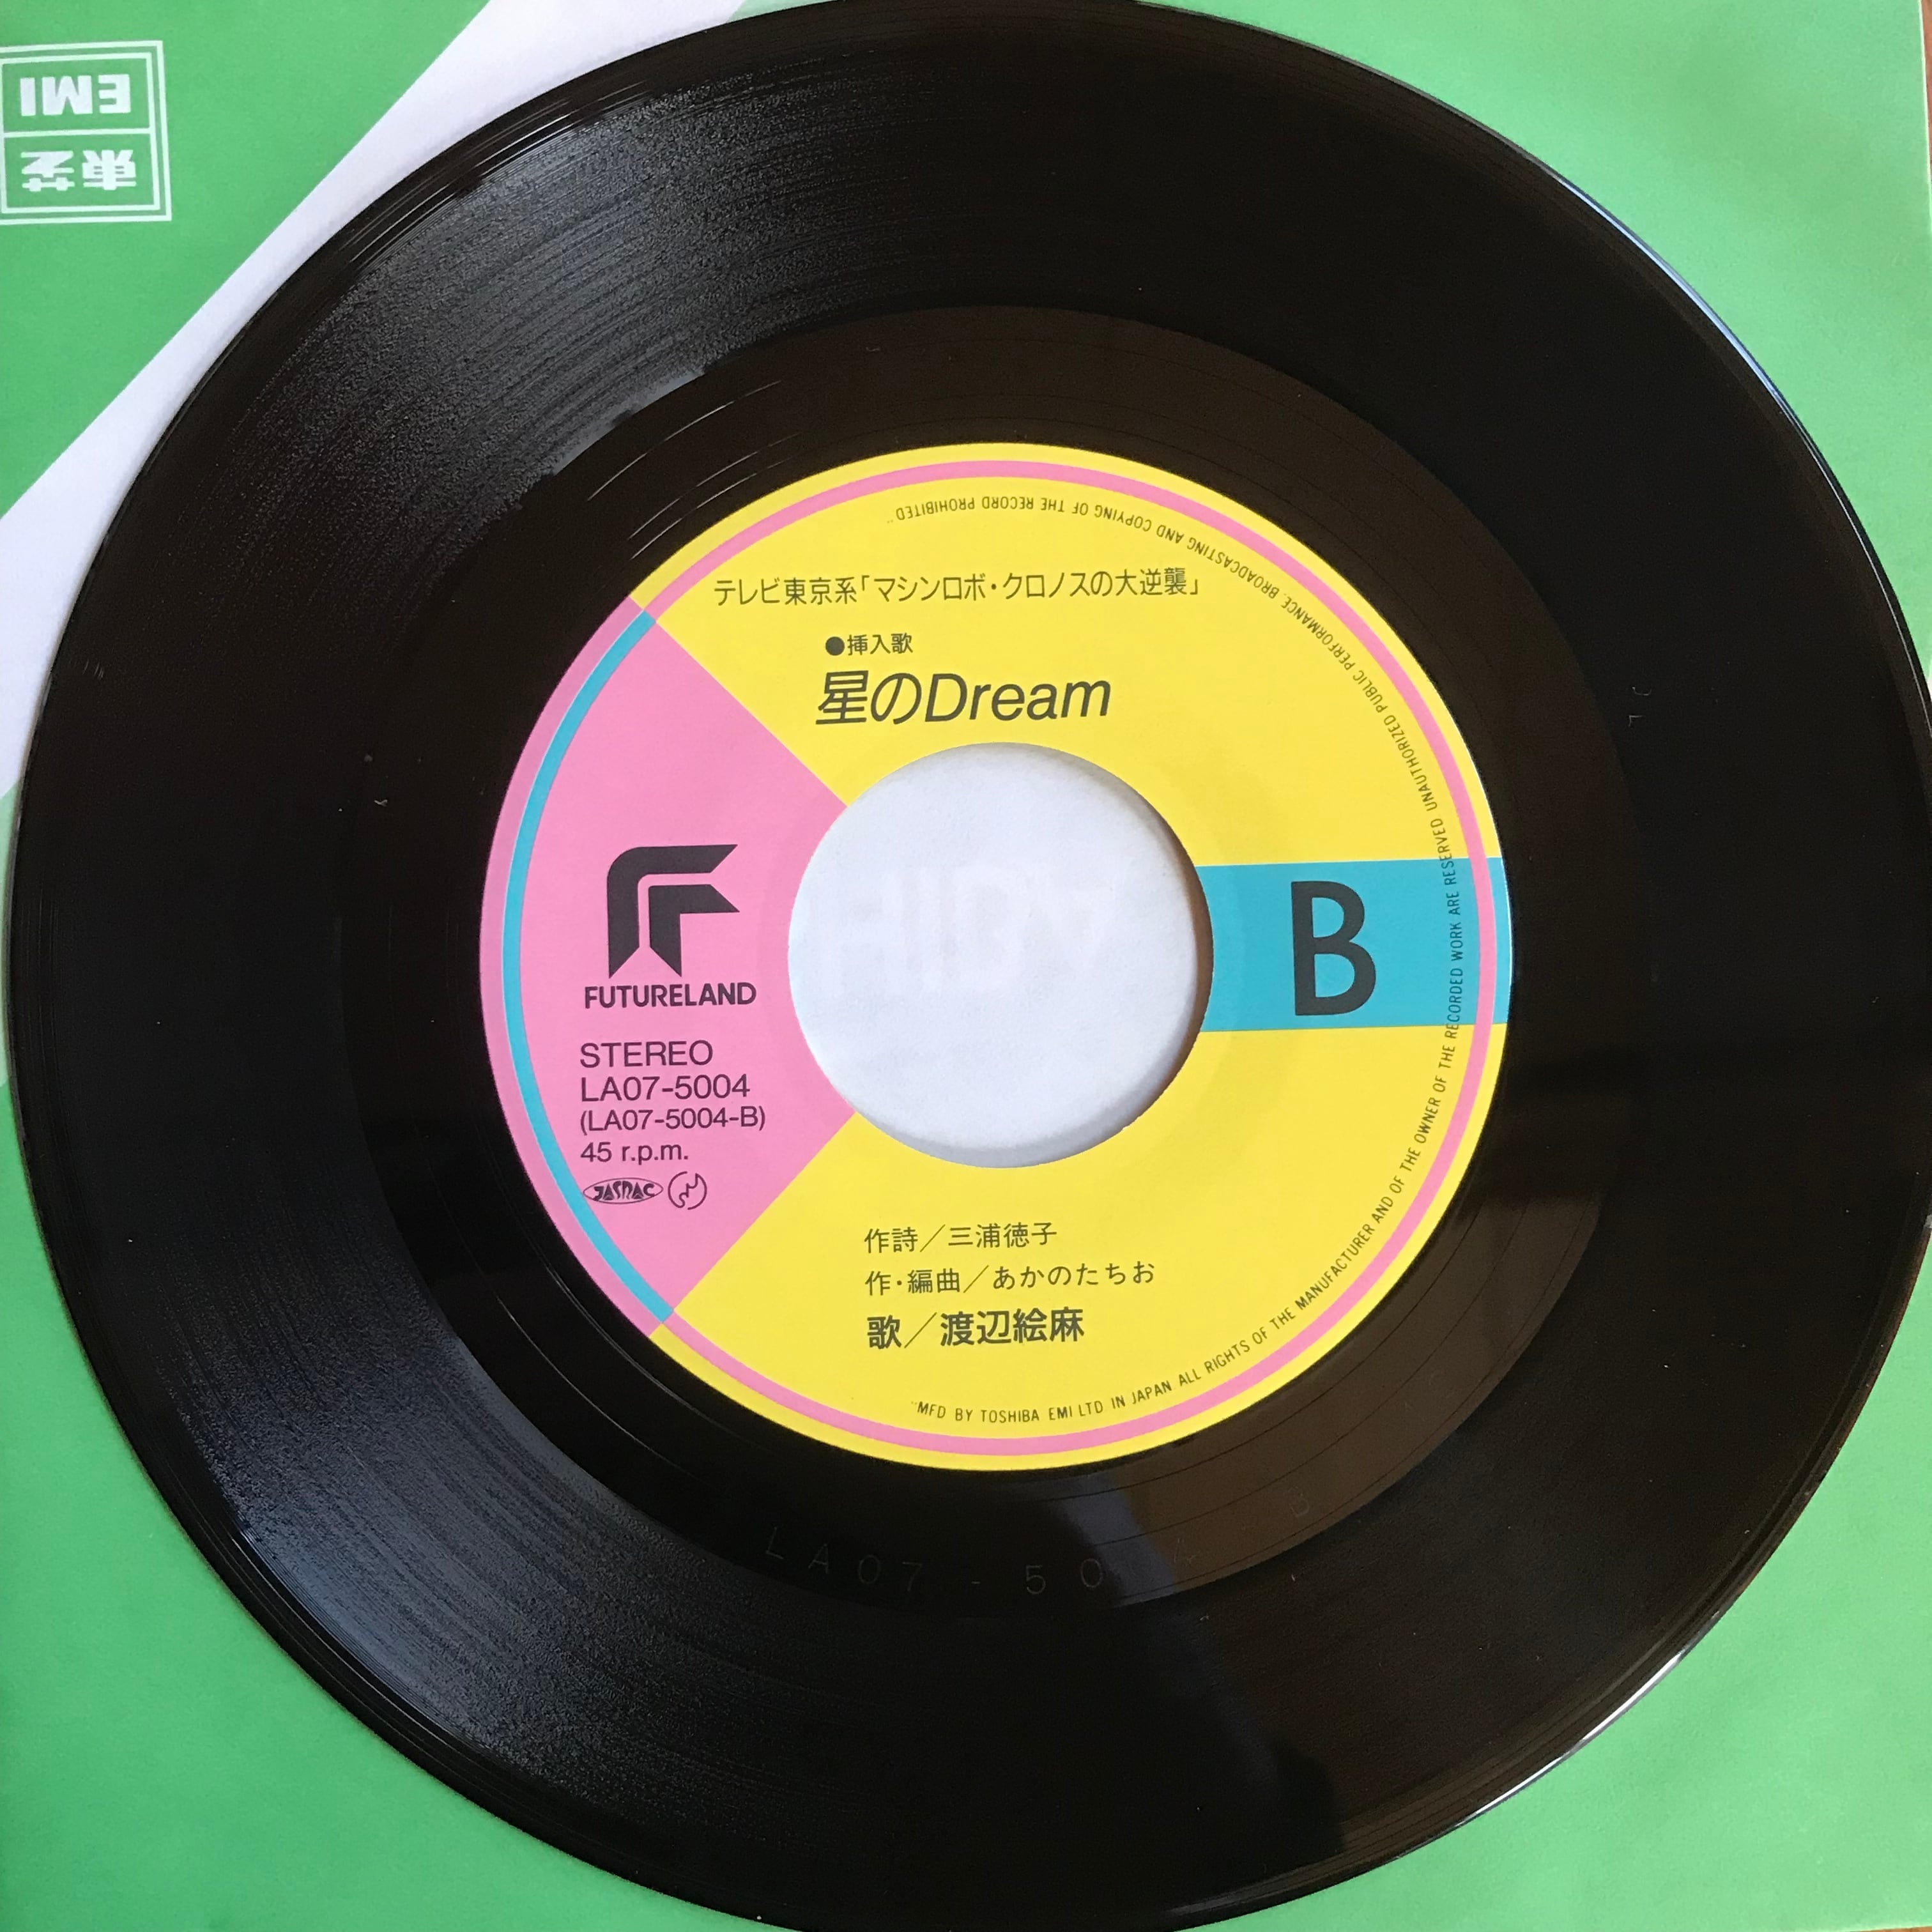 EMI
東芝
テレビ東京系「マシンロボ・クロノスの大逆襲」
●挿入歌
星のDream
FUTURELAND
STEREO
LA07-5004
(LA07-5004-B)
45 r.p.m.
JASRAC
B
作詩／三浦徳子
作・編曲／あかのたちお
歌／渡辺絵麻
"MFD BY TOSHIBA EMI LTD IN JAPAN ALL RIGHTS OF THE MANUFACTURER AND OF THE OWNER OF THE RECORDED WORK ARE RESERVED UNAUTHORIZED PUBLIC PERFORMANCE. BROADCASTING AND COPYING OF THE RECORD PROHIBITED"
LA07-50 B